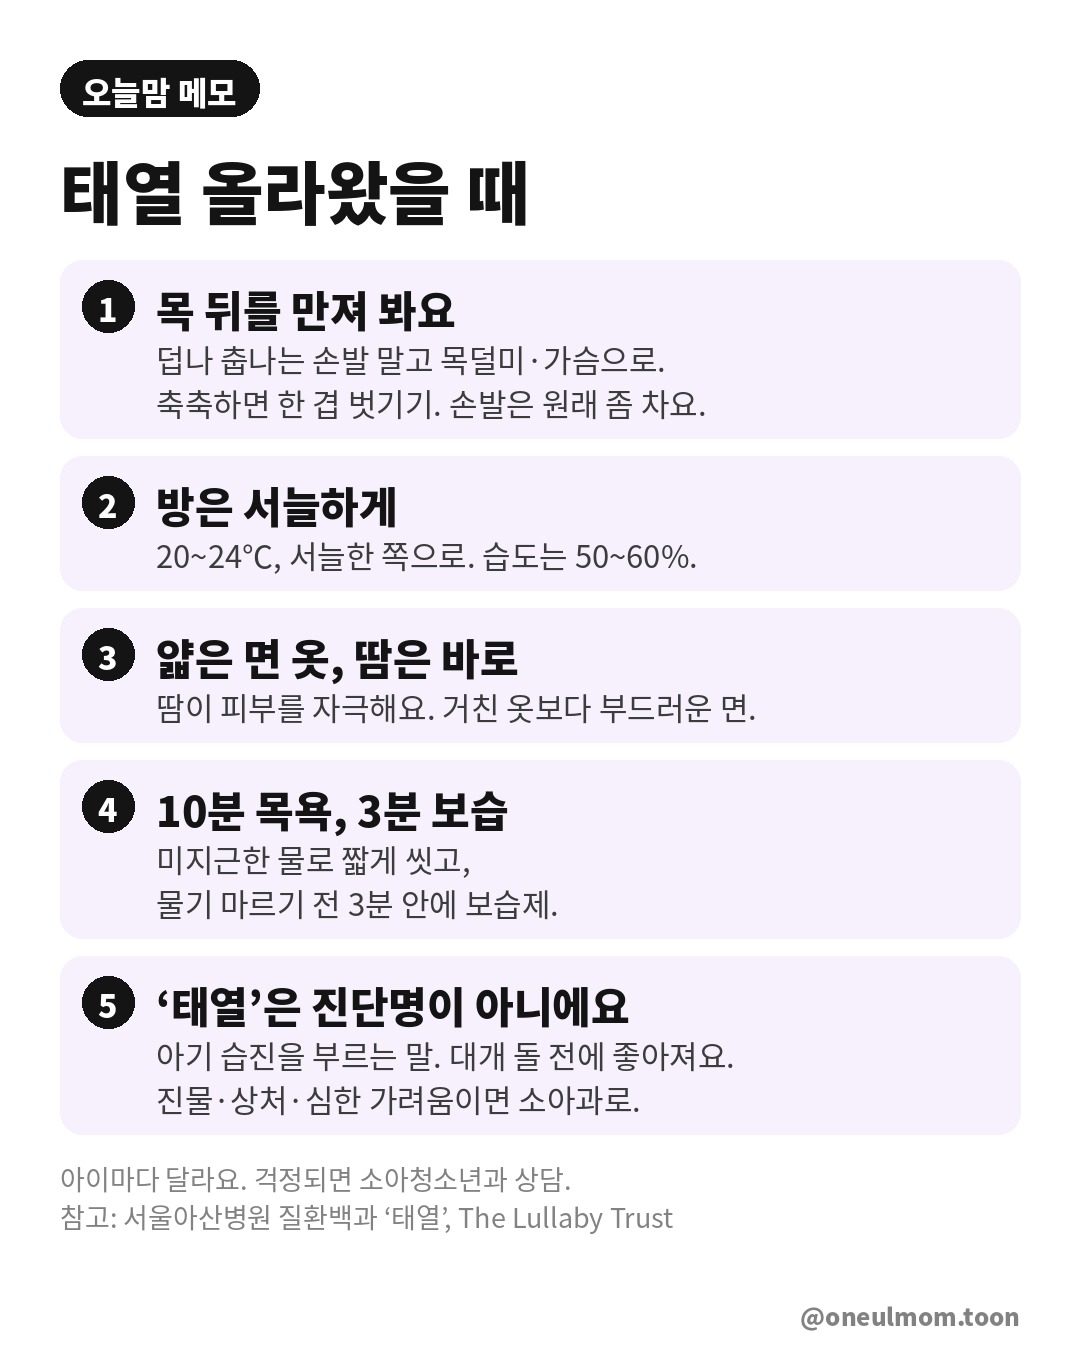 오늘맘 메모
태열 올라왔을 때
1 목 뒤를 만져 봐요
덥나 춥나는 손발 말고 목덜미·가슴으로.
축축하면 한 겹 벗기기. 손발은 원래 좀 차요.
2 방은 서늘하게
20~24℃, 서늘한 쪽으로. 습도는 50~60%.
3 얇은 면 옷, 땀은 바로
땀이 피부를 자극해요. 거친 옷보다 부드러운 면.
4 10분 목욕, 3분 보습
미지근한 물로 짧게 씻고,
물기 마르기 전 3분 안에 보습제.
5 ‘태열’은 진단명이 아니에요
아기 습진을 부르는 말. 대개 돌 전에 좋아져요.
진물·상처·심한 가려움이면 소아과로.
아이마다 달라요. 걱정되면 소아청소년과 상담.
참고: 서울아산병원 질환백과 ‘태열’, The Lullaby Trust
@oneulmom.toon